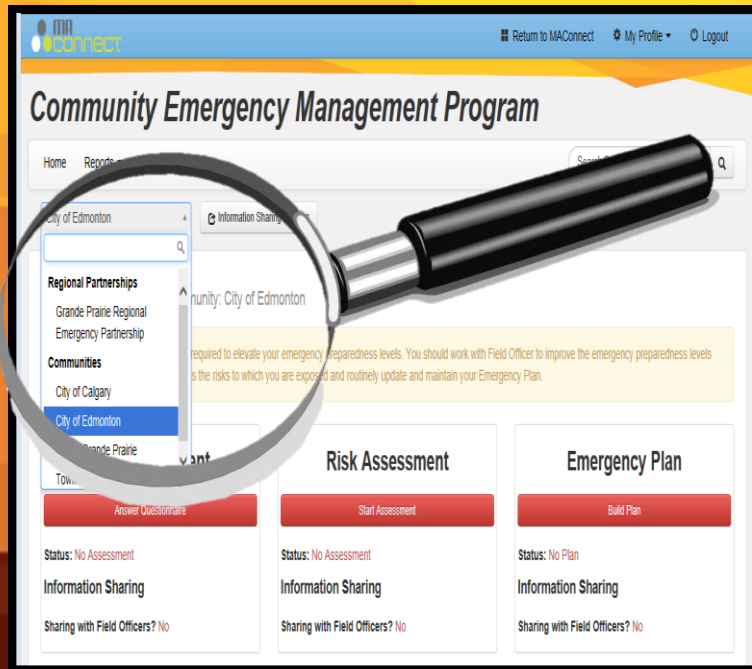 MA
connect
Return to MAConnect My Profile Logout
Community Emergency Management Program
Home Reports
City of Edmonton Information Sharing
Regional Partnerships
Grande Prairie Regional
Emergency Partnership
Communities
City of Calgary
City of Edmonton
Grande Prairie
City of Edmonton
required to elevate your emergency preparedness levels. You should work with Field Officer to improve the emergency preparedness levels
the risks to which you are exposed and routinely update and maintain your Emergency Plan.
Risk Assessment Emergency Plan
Answer Questionnaire Start Assessment Build Plan
Status: No Assessment Status: No Assessment Status: No Plan
Information Sharing Information Sharing Information Sharing
Sharing with Field Officers? No Sharing with Field Officers? No Sharing with Field Officers? No